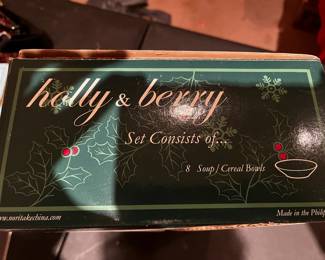 holly & berry
Set Consists of...
8 Soup / Cereal Bowls
www.noritakechina.com
Made in the Philip